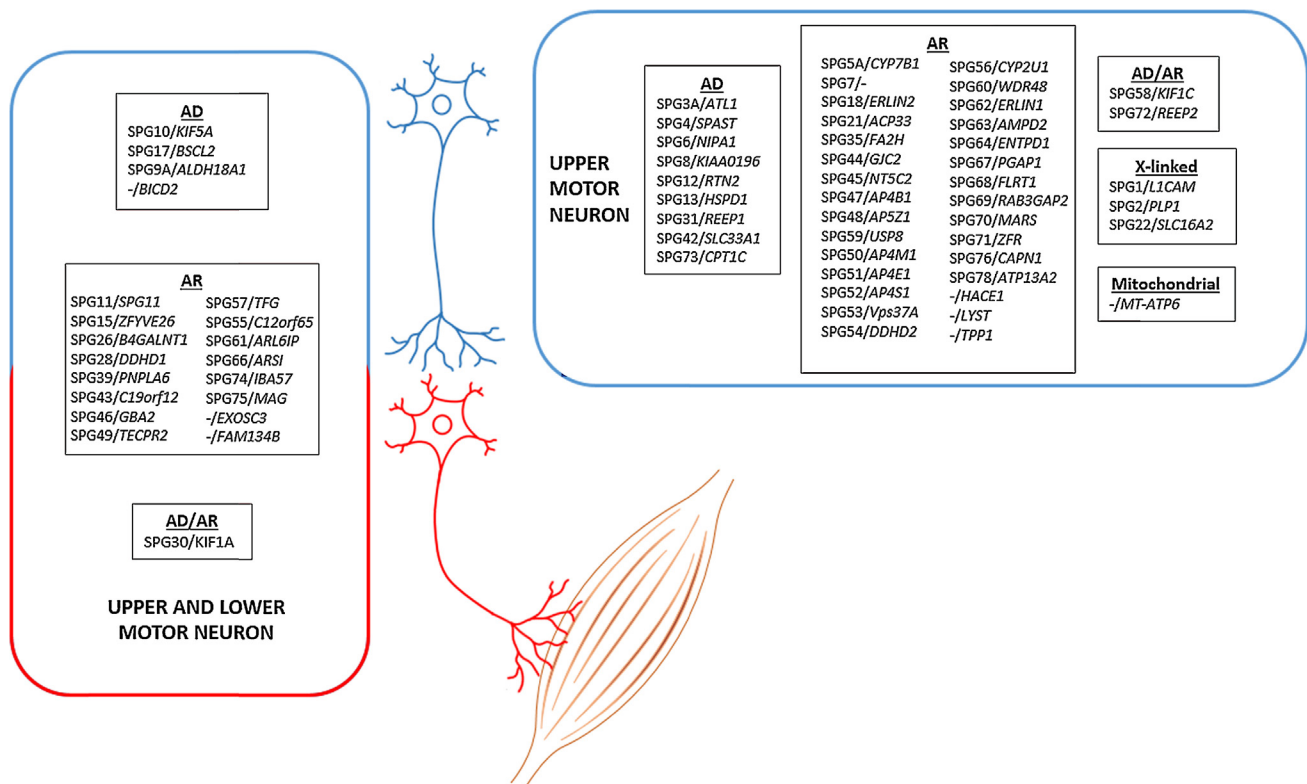 AD
SPG10/KIF5A
SPG17/BSCL2
SPG9A/ALDH18A1
-/BICD2
AR
SPG11/SPG11
SPG15/ZFYVE26
SPG26/B4GALNT1
SPG28/DDHD1
SPG39/PNPLA6
SPG43/C19orf12
SPG46/GBA2
SPG49/TECPR2
SPG57/TFG
SPG55/C12orf65
SPG61/ARL6IP
SPG66/ARSI
SPG74/IBA57
SPG75/MAG
-/EXOSC3
-/FAM134B
AD/AR
SPG30/KIF1A
UPPER AND LOWER
MOTOR NEURON
UPPER
MOTOR
NEURON
AD
SPG3A/ATL1
SPG4/SPAST
SPG6/NIPA1
SPG8/KIAA0196
SPG12/RTN2
SPG13/HSPD1
SPG31/REEP1
SPG42/SLC33A1
SPG73/CPT1C
AR
SPG5A/CYP7B1
SPG7/-
SPG18/ERLIN2
SPG21/ACP33
SPG35/FA2H
SPG44/GJC2
SPG45/NT5C2
SPG47/AP4B1
SPG48/AP5Z1
SPG59/USP8
SPG50/AP4M1
SPG51/AP4E1
SPG52/AP4S1
SPG53/Vps37A
SPG54/DDHD2
SPG56/CYP2U1
SPG60/WDR48
SPG62/ERLIN1
SPG63/AMPD2
SPG64/ENTPD1
SPG67/PGAP1
SPG68/FLRT1
SPG69/RAB3GAP2
SPG70/MARS
SPG71/ZFR
SPG76/CAPN1
SPG78/ATP13A2
-/HACE1
-/LYST
-/TPP1
AD/AR
SPG58/KIF1C
SPG72/REEP2
X-linked
SPG1/L1CAM
SPG2/PLP1
SPG22/SLC16A2
Mitochondrial
-/MT-ATP6